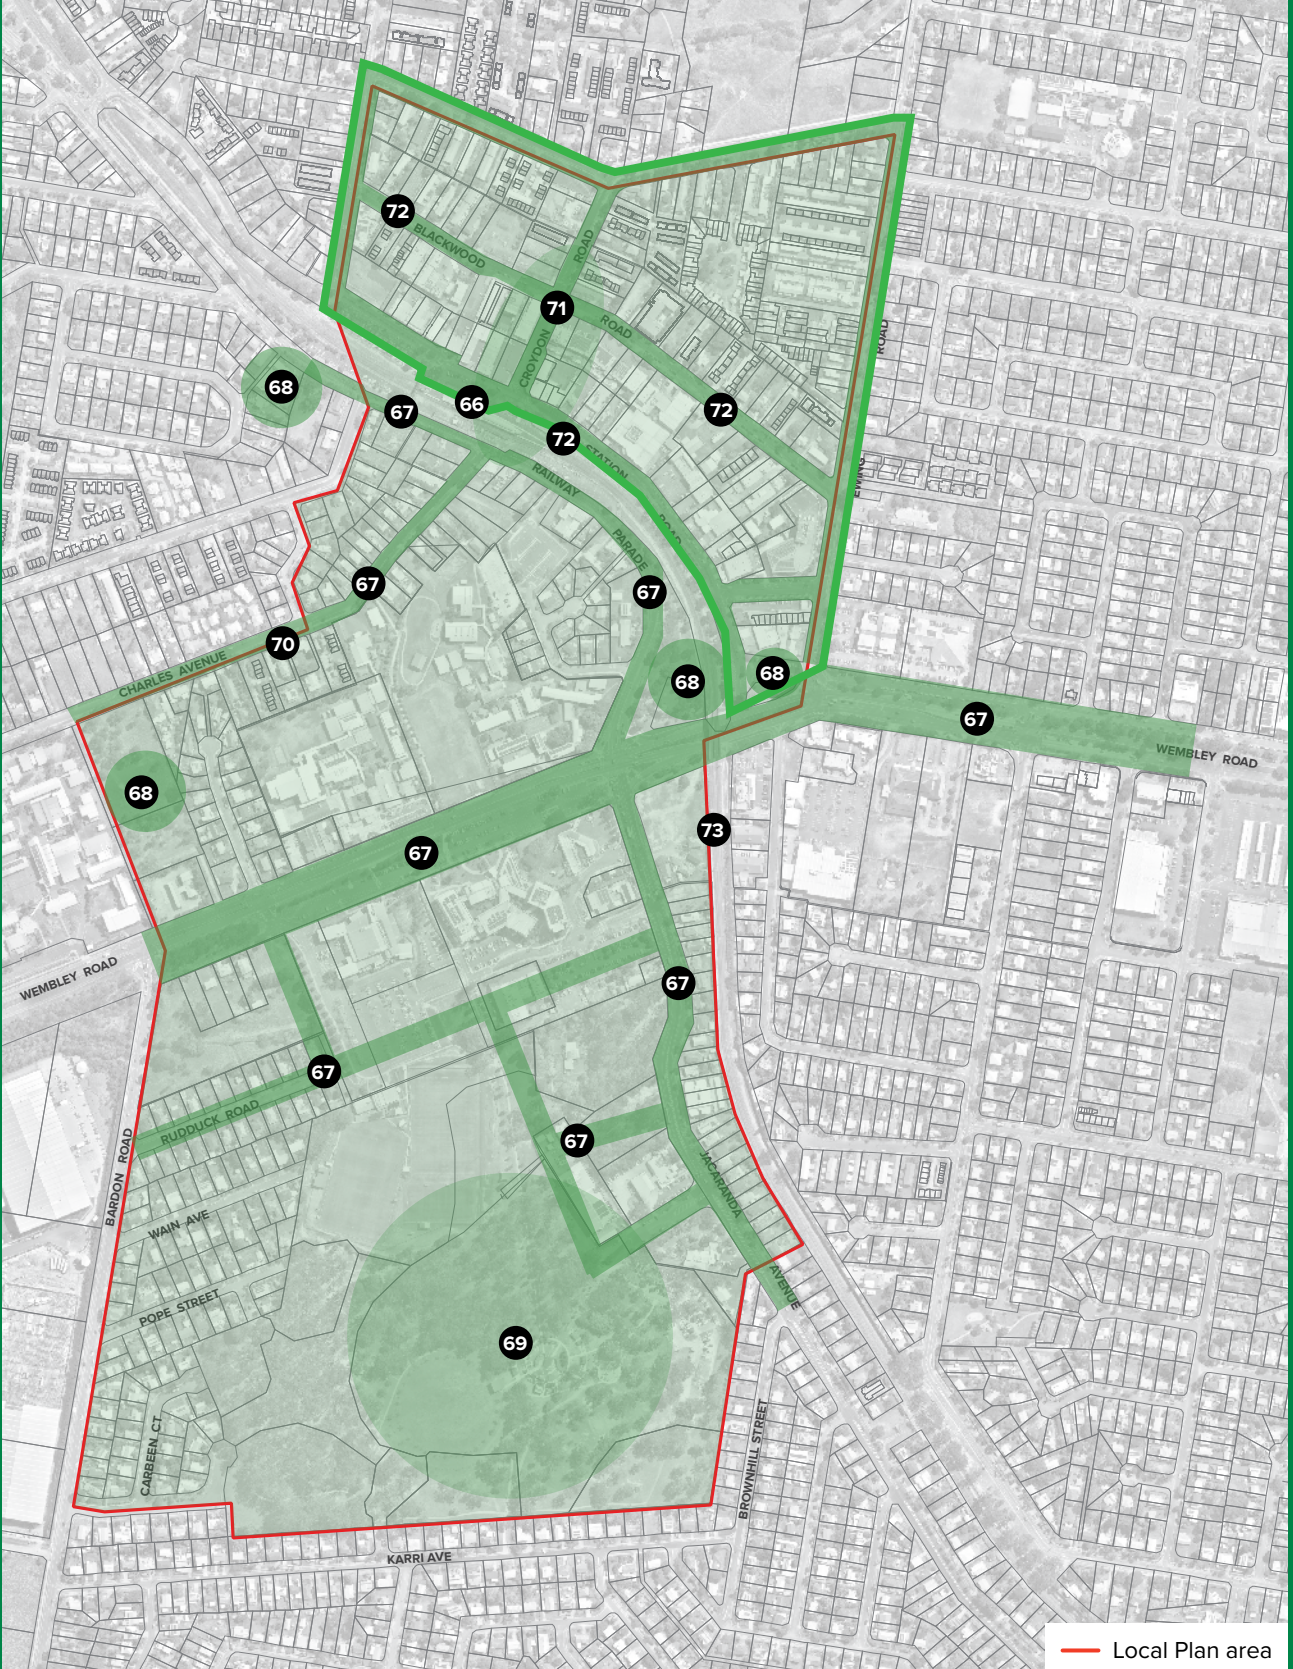 72
BLACKWOOD
ROAD
71
ROAD
CROYDON
ROAD
68
67
66
72
72
STATION
ROAD
EWING
RAILWAY
PARADE
67
67
70
CHARLES AVENUE
68
68
67
WEMBLEY ROAD
68
67
73
WEMBLEY ROAD
67
67
RUDDUCK ROAD
BARDON ROAD
67
JACARANDA
AVENUE
WAIN AVE
POPE STREET
69
CARBEEN CT
BROWNHILL STREET
KARRI AVE
Local Plan area